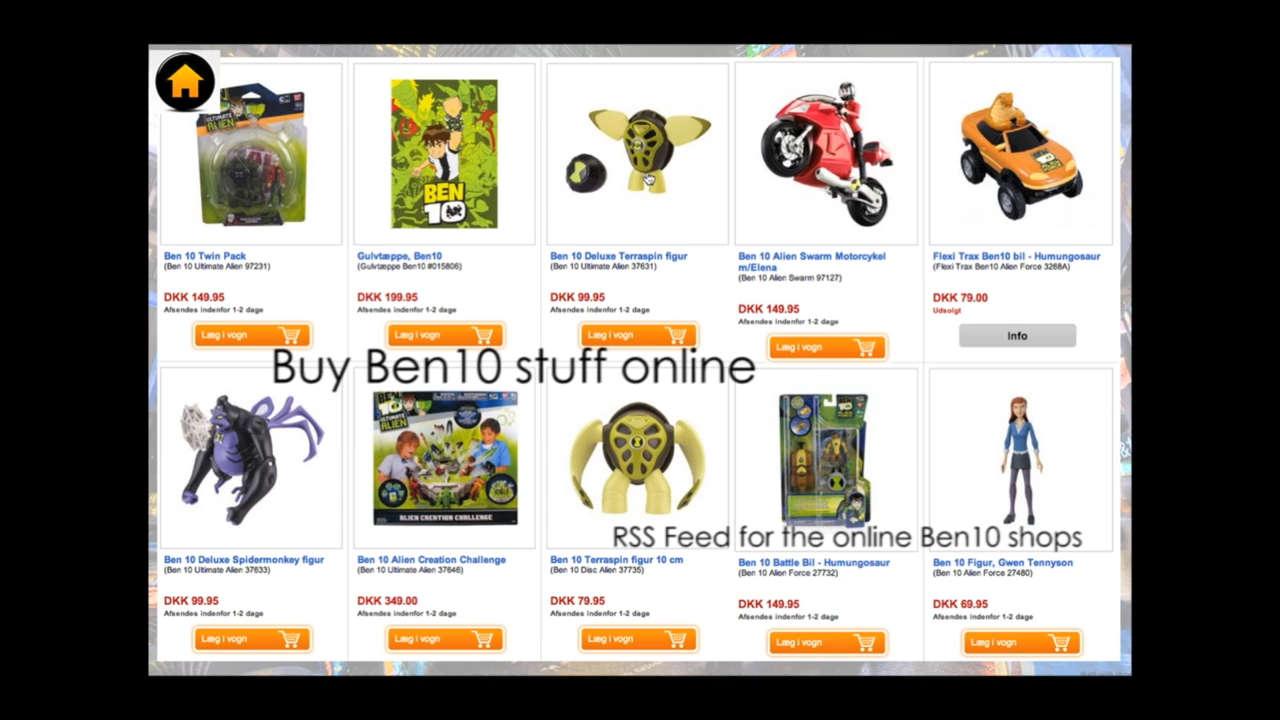 Ben 10 Twin Pack
(Ben 10 Ultimate Alien 97231)
DKK 149.95
Afsendes indenfor 1-2 dage
Læg i vogn
BEN
10
Gulvtæppe, Ben10
(Gulvtæppe Ben10 #015806)
DKK 199.95
Afsendes indenfor 1-2 dage
Læg i vogn
Ben 10 Deluxe Terraspin figur
(Ben 10 Ultimate Alien 37631)
DKK 99.95
Afsendes indenfor 1-2 dage
Læg i vogn
Ben 10 Alien Swarm Motorcykel
m/Elena
(Ben 10 Alien Swarm 97127)
DKK 149.95
Afsendes indenfor 1-2 dage
Læg i vogn
Flexi Trax Ben10 bil - Humungosaur
(Flexi Trax Ben10 Alien Force 3268A)
DKK 79.00
Udsolgt
Info
Buy Ben10 stuff online
Ben 10 Deluxe Spidermonkey figur
(Ben 10 Ultimate Alien 37633)
DKK 99.95
Afsendes indenfor 1-2 dage
Læg i vogn
BEN
10
ULTIMATE
ALIEN
ALIEN CREATION CHALLENGE
Ben 10 Alien Creation Challenge
(Ben 10 Ultimate Alien 37646)
DKK 349.00
Afsendes indenfor 1-2 dage
Læg i vogn
RSS Feed for the online Ben10 shops
Ben 10 Terraspin figur 10 cm
(Ben 10 Disc Alien 37735)
DKK 79.95
Afsendes indenfor 1-2 dage
Læg i vogn
Ben 10 Battle Bil - Humungosaur
(Ben 10 Alien Force 27732)
DKK 149.95
Afsendes indenfor 1-2 dage
Læg i vogn
Ben 10 Figur, Gwen Tennyson
(Ben 10 Alien Force 27480)
DKK 69.95
Afsendes indenfor 1-2 dage
Læg i vogn